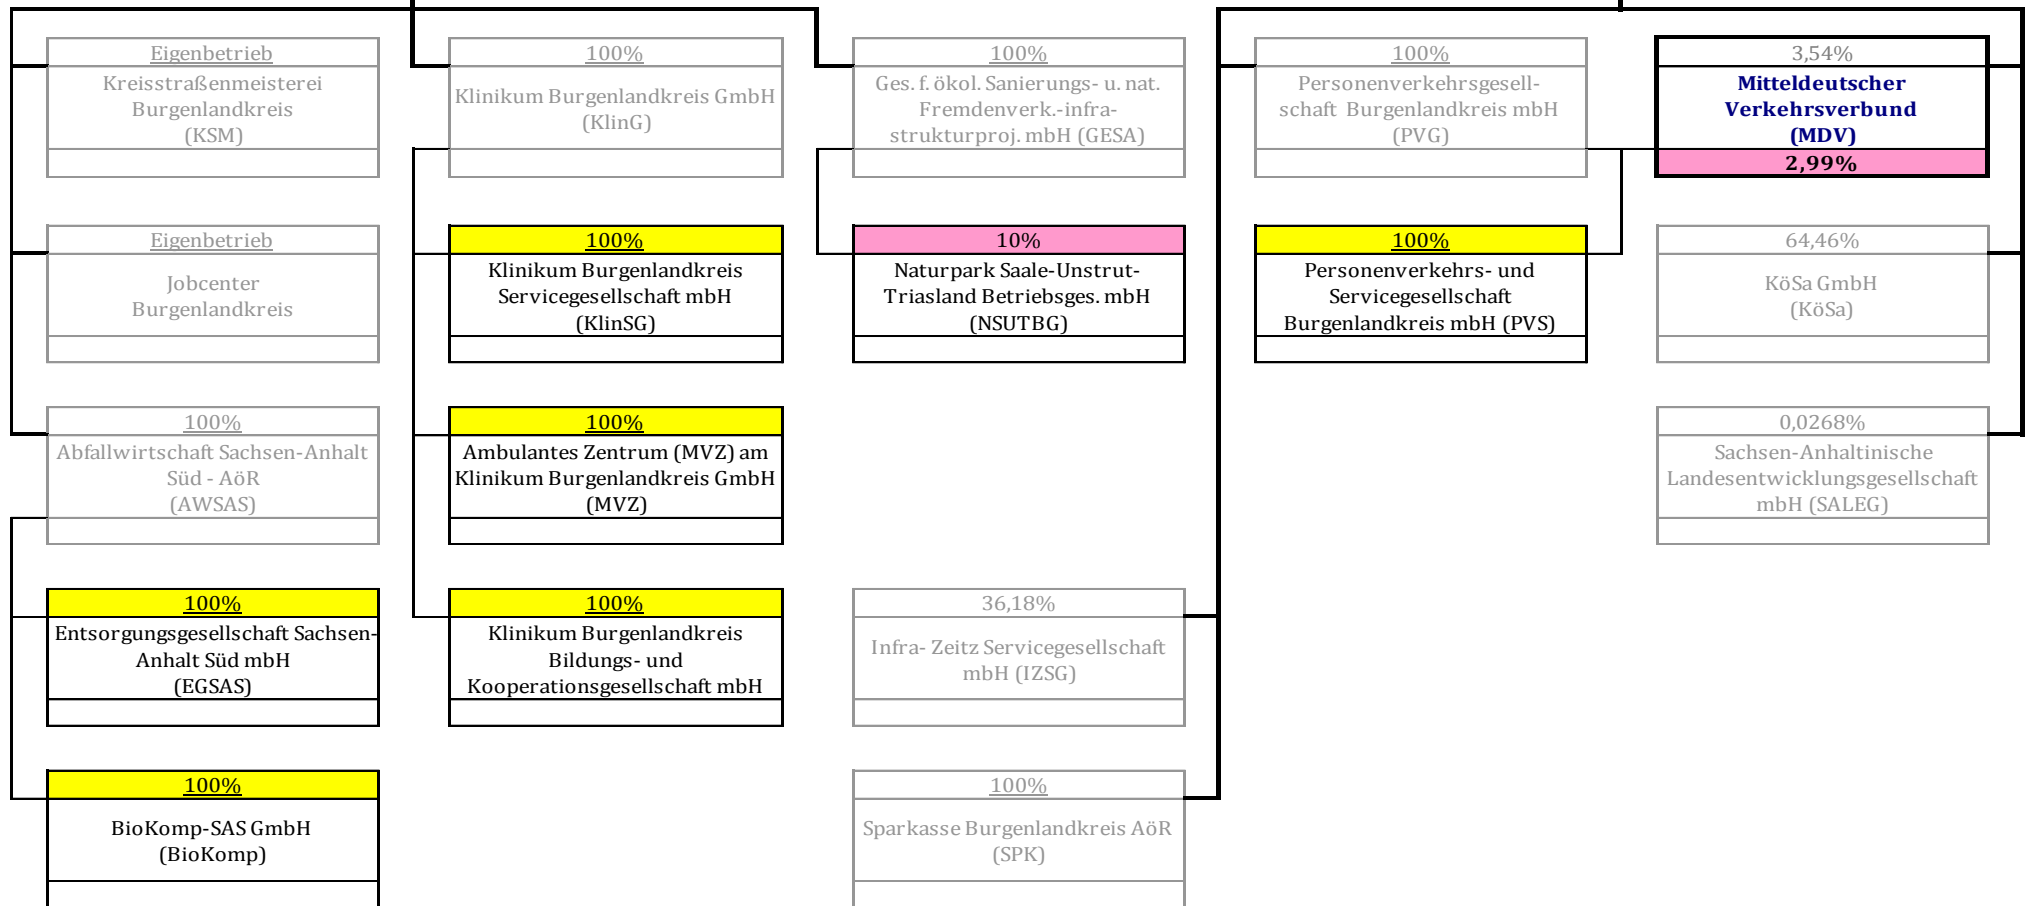 Eigenbetrieb
Kreisstraßenmeisterei
Burgenlandkreis
(KSM)
100%
Klinikum Burgenlandkreis GmbH
(KlinG)
100%
Ges. f. ökol. Sanierungs- u. nat.
Fremdenverk.-infra-
strukturproj. mbH (GESA)
100%
Personenverkehrsgesell-
schaft Burgenlandkreis mbH
(PVG)
3,54%
Mitteldeutscher
Verkehrsverbund
(MDV)
2,99%
Eigenbetrieb
Jobcenter
Burgenlandkreis
100%
Klinikum Burgenlandkreis
Servicegesellschaft mbH
(KlinSG)
10%
Naturpark Saale-Unstrut-
Triasland Betriebsges. mbH
(NSUTBG)
100%
Personenverkehrs- und
Servicegesellschaft
Burgenlandkreis mbH (PVS)
64,46%
KöSa GmbH
(KöSa)
100%
Abfallwirtschaft Sachsen-Anhalt
Süd - AöR
(AWSAS)
100%
Ambulantes Zentrum (MVZ) am
Klinikum Burgenlandkreis GmbH
(MVZ)
0,0268%
Sachsen-Anhaltinische
Landesentwicklungsgesellschaft
mbH (SALEG)
100%
Entsorgungsgesellschaft Sachsen-
Anhalt Süd mbH
(EGSAS)
100%
Klinikum Burgenlandkreis
Bildungs- und
Kooperationsgesellschaft mbH
36,18%
Infra- Zeitz Servicegesellschaft
mbH (IZSG)
100%
BioKomp-SAS GmbH
(BioKomp)
100%
Sparkasse Burgenlandkreis AöR
(SPK)